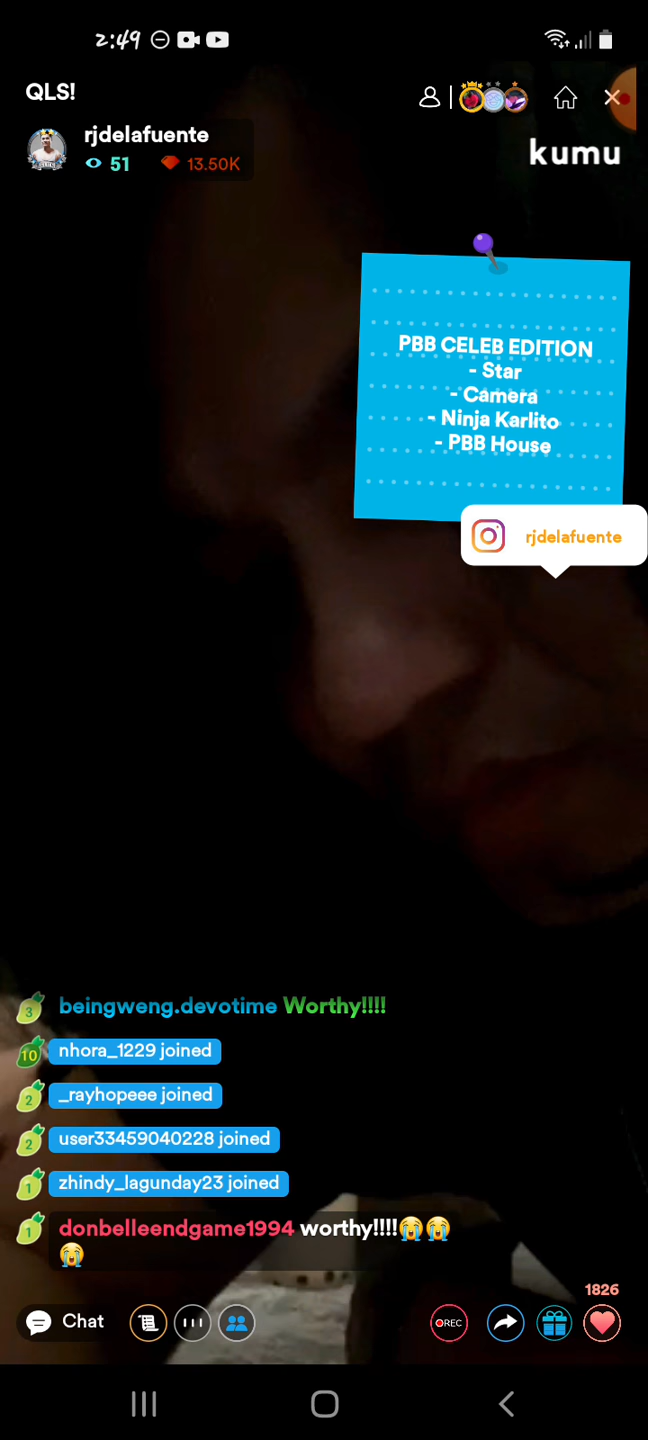 2:49
QLS!
rjdelafuente
51
13.50K
kumu
PBB CELEB EDITION
- Star
- Camera
- Ninja Karlito
- PBB House
rjdelafuente
3 beingweng.devotime Worthy!!!!
10 nhora_1229 joined
2 _rayhopeee joined
2 user33459040228 joined
1 zhindy_lagunday23 joined
1 donbelleendgame1994 worthy!!!!😭😭
😭
1826
Chat
REC